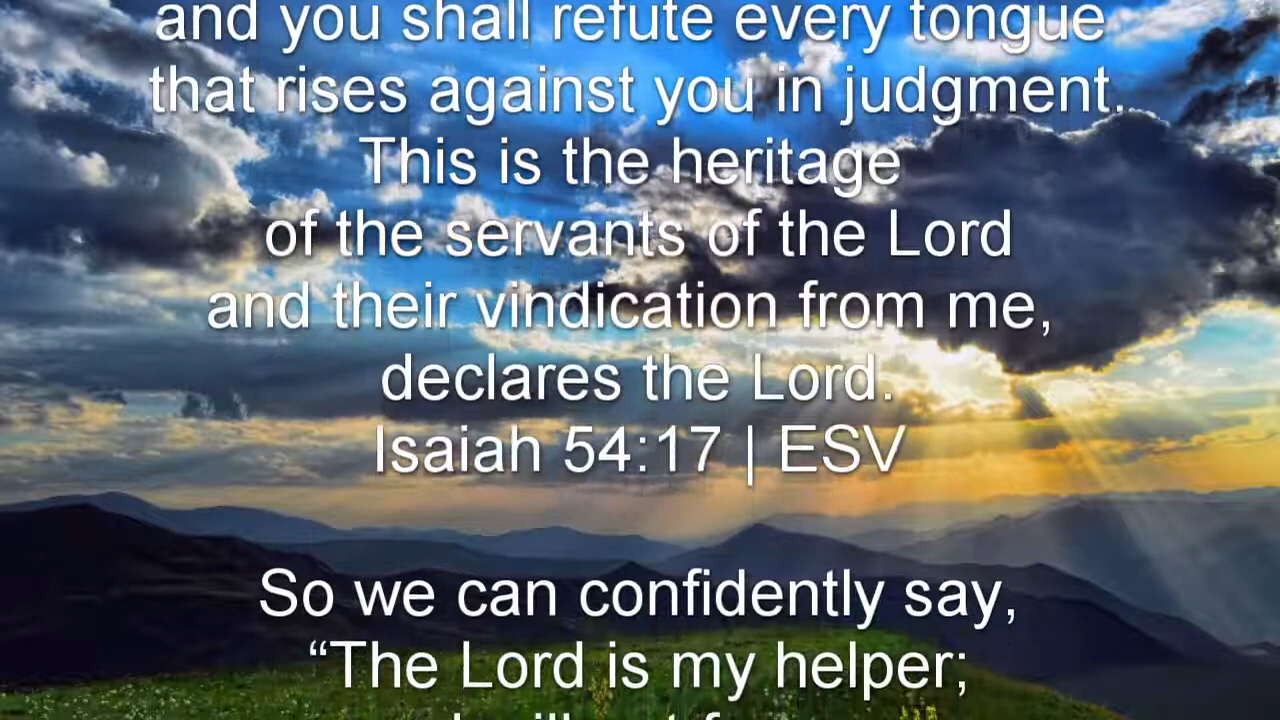 and you shall refute every tongue
that rises against you in judgment.
This is the heritage
of the servants of the Lord
and their vindication from me,
declares the Lord.
Isaiah 54:17 | ESV
So we can confidently say,
“The Lord is my helper;